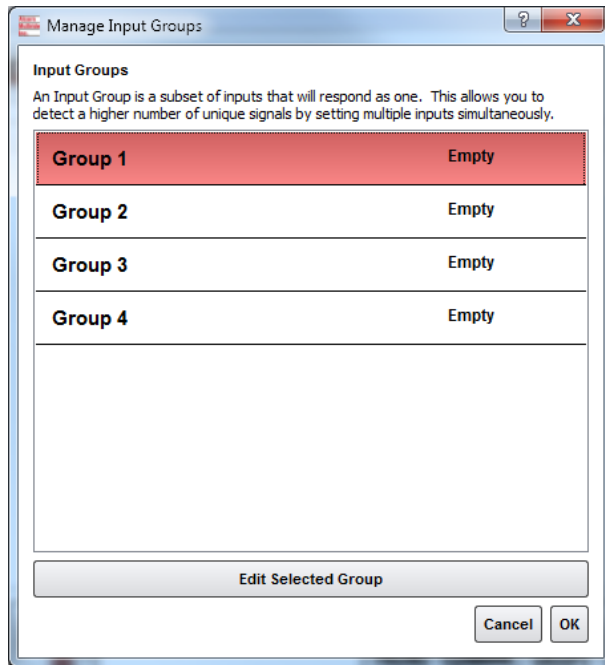 Manage Input Groups
?
X
Input Groups
An Input Group is a subset of inputs that will respond as one. This allows you to
detect a higher number of unique signals by setting multiple inputs simultaneously.
Group 1 Empty
Group 2 Empty
Group 3 Empty
Group 4 Empty
Edit Selected Group
Cancel OK